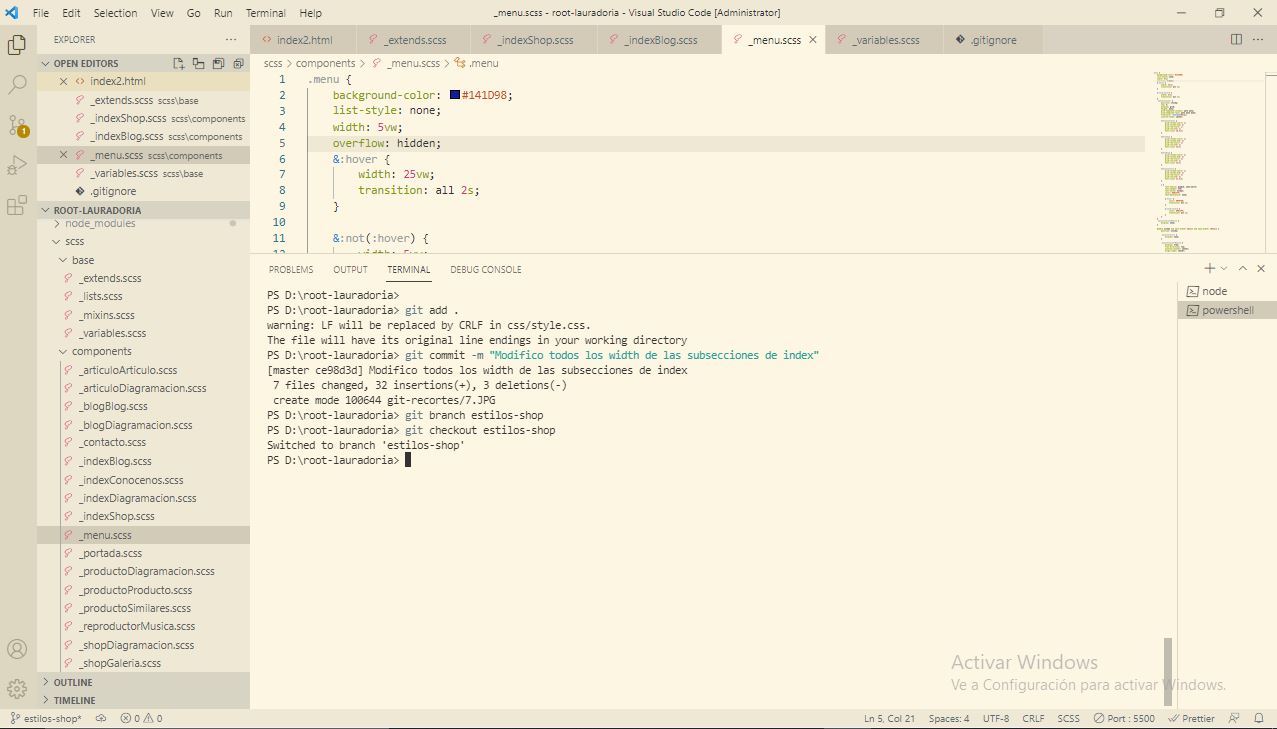 File Edit Selection View Go Run Terminal Help _menu.scss - root-lauradoria - Visual Studio Code [Administrator]
EXPLORER ···
index2.html _extends.scss _indexShop.scss _indexBlog.scss _menu.scss _variables.scss .gitignore
OPEN EDITORS
index2.html
_extends.scss scss\base
_indexShop.scss scss\components
_indexBlog.scss scss\components
_menu.scss scss\components
_variables.scss scss\base
.gitignore
1
ROOT-LAURADORIA
node_modules
scss
base
_extends.scss
_lists.scss
_mixins.scss
_variables.scss
components
_articuloArticulo.scss
_articuloDiagramacion.scss
_blogBlog.scss
_blogDiagramacion.scss
_contacto.scss
_indexBlog.scss
_indexConocenos.scss
_indexDiagramacion.scss
_indexShop.scss
_menu.scss
_portada.scss
_productoDiagramacion.scss
_productoProducto.scss
_productoSimilares.scss
_reproductorMusica.scss
_shopDiagramacion.scss
_shopGaleria.scss
OUTLINE
TIMELINE
scss > components > _menu.scss > .menu
1 .menu {
2 background-color: #141D98;
3 list-style: none;
4 width: 5vw;
5 overflow: hidden;
6 &:hover {
7 width: 25vw;
8 transition: all 2s;
9 }
10
11 &:not(:hover) {
12 width: 5vw;
PROBLEMS OUTPUT TERMINAL DEBUG CONSOLE
PS D:\root-lauradoria>
PS D:\root-lauradoria> git add .
warning: LF will be replaced by CRLF in css/style.css.
The file will have its original line endings in your working directory
PS D:\root-lauradoria> git commit -m "Modifico todos los width de las subsecciones de index"
[master ce98d3d] Modifico todos los width de las subsecciones de index
7 files changed, 32 insertions(+), 3 deletions(-)
create mode 100644 git-recortes/7.JPG
PS D:\root-lauradoria> git branch estilos-shop
PS D:\root-lauradoria> git checkout estilos-shop
Switched to branch 'estilos-shop'
PS D:\root-lauradoria>
node
powershell
Activar Windows
Ve a Configuración para activar Windows.
estilos-shop* 0 0 Ln 5, Col 21 Spaces: 4 UTF-8 CRLF SCSS Port : 5500 Prettier